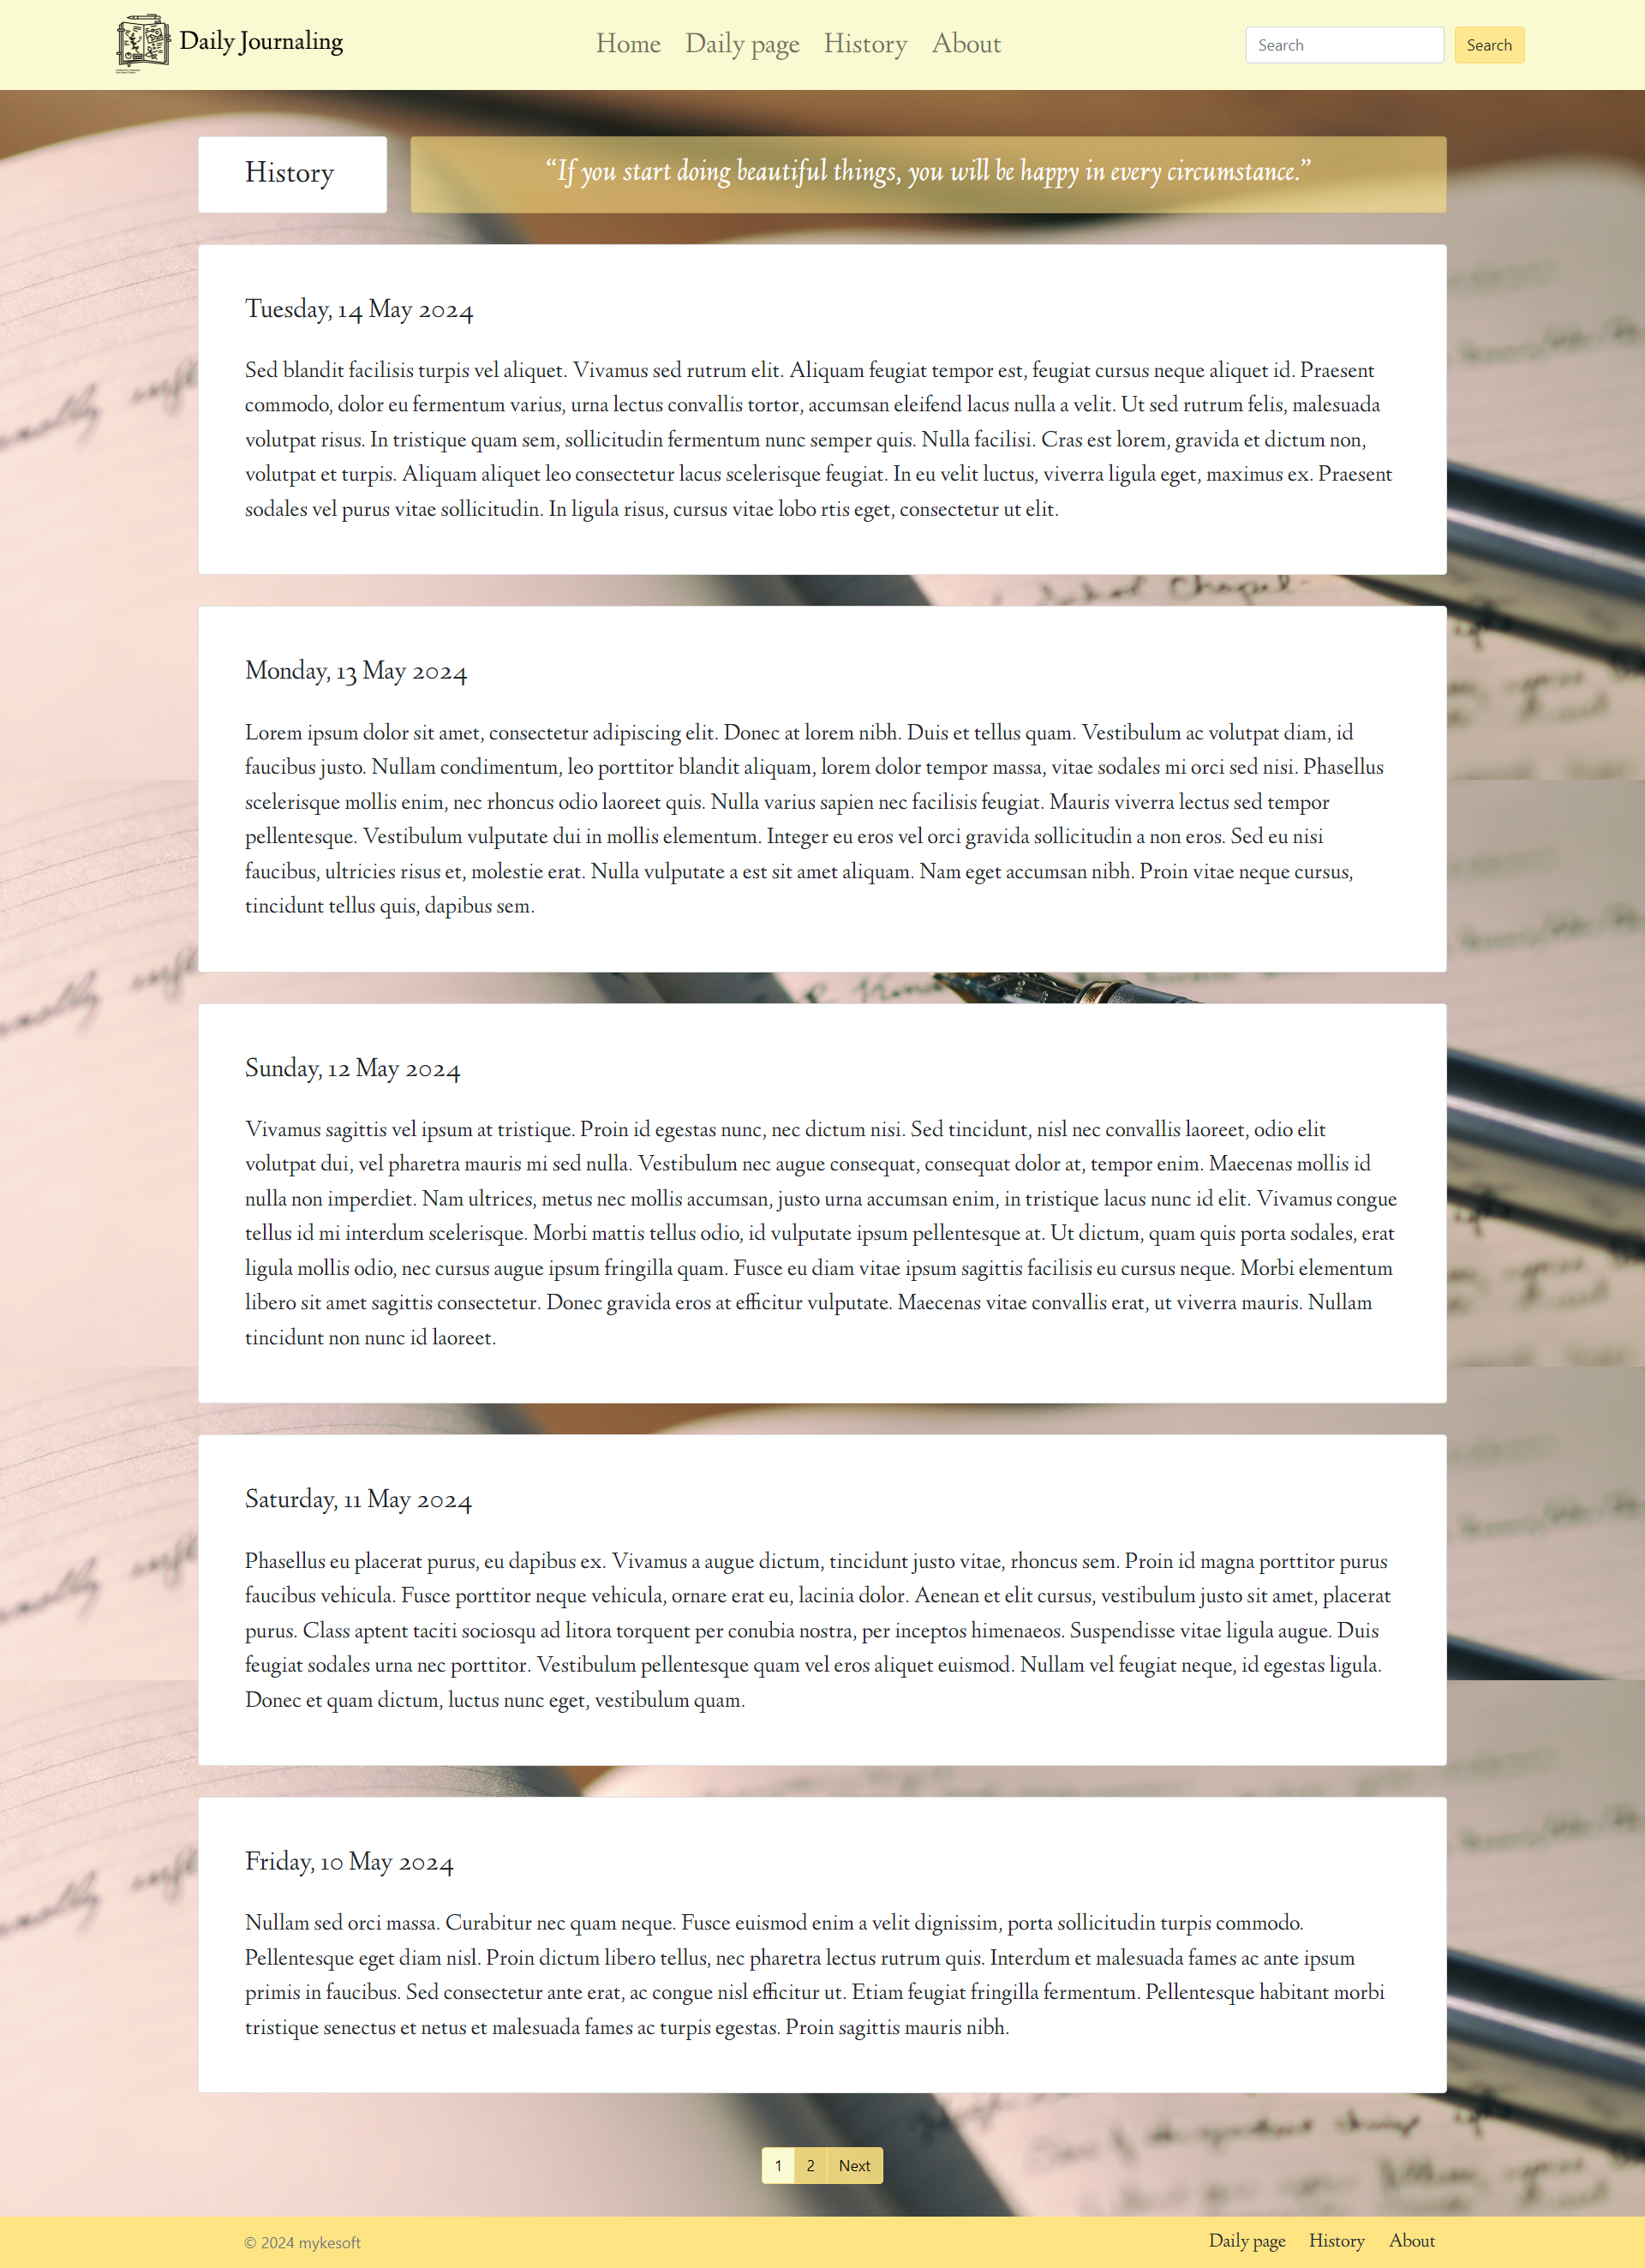 Daily Journaling
Home Daily page History About
Search Search
History
“If you start doing beautiful things, you will be happy in every circumstance.”
Tuesday, 14 May 2024
Sed blandit facilisis turpis vel aliquet. Vivamus sed rutrum elit. Aliquam feugiat tempor est, feugiat cursus neque aliquet id. Praesent
commodo, dolor eu fermentum varius, urna lectus convallis tortor, accumsan eleifend lacus nulla a velit. Ut sed rutrum felis, malesuada
volutpat risus. In tristique quam sem, sollicitudin fermentum nunc semper quis. Nulla facilisi. Cras est lorem, gravida et dictum non,
volutpat et turpis. Aliquam aliquet leo consectetur lacus scelerisque feugiat. In eu velit luctus, viverra ligula eget, maximus ex. Praesent
sodales vel purus vitae sollicitudin. In ligula risus, cursus vitae lobo rtis eget, consectetur ut elit.
Chapel-
Monday, 13 May 2024
Lorem ipsum dolor sit amet, consectetur adipiscing elit. Donec at lorem nibh. Duis et tellus quam. Vestibulum ac volutpat diam, id
faucibus justo. Nullam condimentum, leo porttitor blandit aliquam, lorem dolor tempor massa, vitae sodales mi orci sed nisi. Phasellus
scelerisque mollis enim, nec rhoncus odio laoreet quis. Nulla varius sapien nec facilisis feugiat. Mauris viverra lectus sed tempor
pellentesque. Vestibulum vulputate dui in mollis elementum. Integer eu eros vel orci gravida sollicitudin a non eros. Sed eu nisi
faucibus, ultricies risus et, molestie erat. Nulla vulputate a est sit amet aliquam. Nam eget accumsan nibh. Proin vitae neque cursus,
tincidunt tellus quis, dapibus sem.
Sunday, 12 May 2024
Vivamus sagittis vel ipsum at tristique. Proin id egestas nunc, nec dictum nisi. Sed tincidunt, nisl nec convallis laoreet, odio elit
volutpat dui, vel pharetra mauris mi sed nulla. Vestibulum nec augue consequat, consequat dolor at, tempor enim. Maecenas mollis id
nulla non imperdiet. Nam ultrices, metus nec mollis accumsan, justo urna accumsan enim, in tristique lacus nunc id elit. Vivamus congue
tellus id mi interdum scelerisque. Morbi mattis tellus odio, id vulputate ipsum pellentesque at. Ut dictum, quam quis porta sodales, erat
ligula mollis odio, nec cursus augue ipsum fringilla quam. Fusce eu diam vitae ipsum sagittis facilisis eu cursus neque. Morbi elementum
libero sit amet sagittis consectetur. Donec gravida eros at efficitur vulputate. Maecenas vitae convallis erat, ut viverra mauris. Nullam
tincidunt non nunc id laoreet.
Saturday, 11 May 2024
Phasellus eu placerat purus, eu dapibus ex. Vivamus a augue dictum, tincidunt justo vitae, rhoncus sem. Proin id magna porttitor purus
faucibus vehicula. Fusce porttitor neque vehicula, ornare erat eu, lacinia dolor. Aenean et elit cursus, vestibulum justo sit amet, placerat
purus. Class aptent taciti sociosqu ad litora torquent per conubia nostra, per inceptos himenaeos. Suspendisse vitae ligula augue. Duis
feugiat sodales urna nec porttitor. Vestibulum pellentesque quam vel eros aliquet euismod. Nullam vel feugiat neque, id egestas ligula.
Donec et quam dictum, luctus nunc eget, vestibulum quam.
Friday, 10 May 2024
Nullam sed orci massa. Curabitur nec quam neque. Fusce euismod enim a velit dignissim, porta sollicitudin turpis commodo.
Pellentesque eget diam nisl. Proin dictum libero tellus, nec pharetra lectus rutrum quis. Interdum et malesuada fames ac ante ipsum
primis in faucibus. Sed consectetur ante erat, ac congue nisl efficitur ut. Etiam feugiat fringilla fermentum. Pellentesque habitant morbi
tristique senectus et netus et malesuada fames ac turpis egestas. Proin sagittis mauris nibh.
1 2 Next
© 2024 mykesoft
Daily page History About